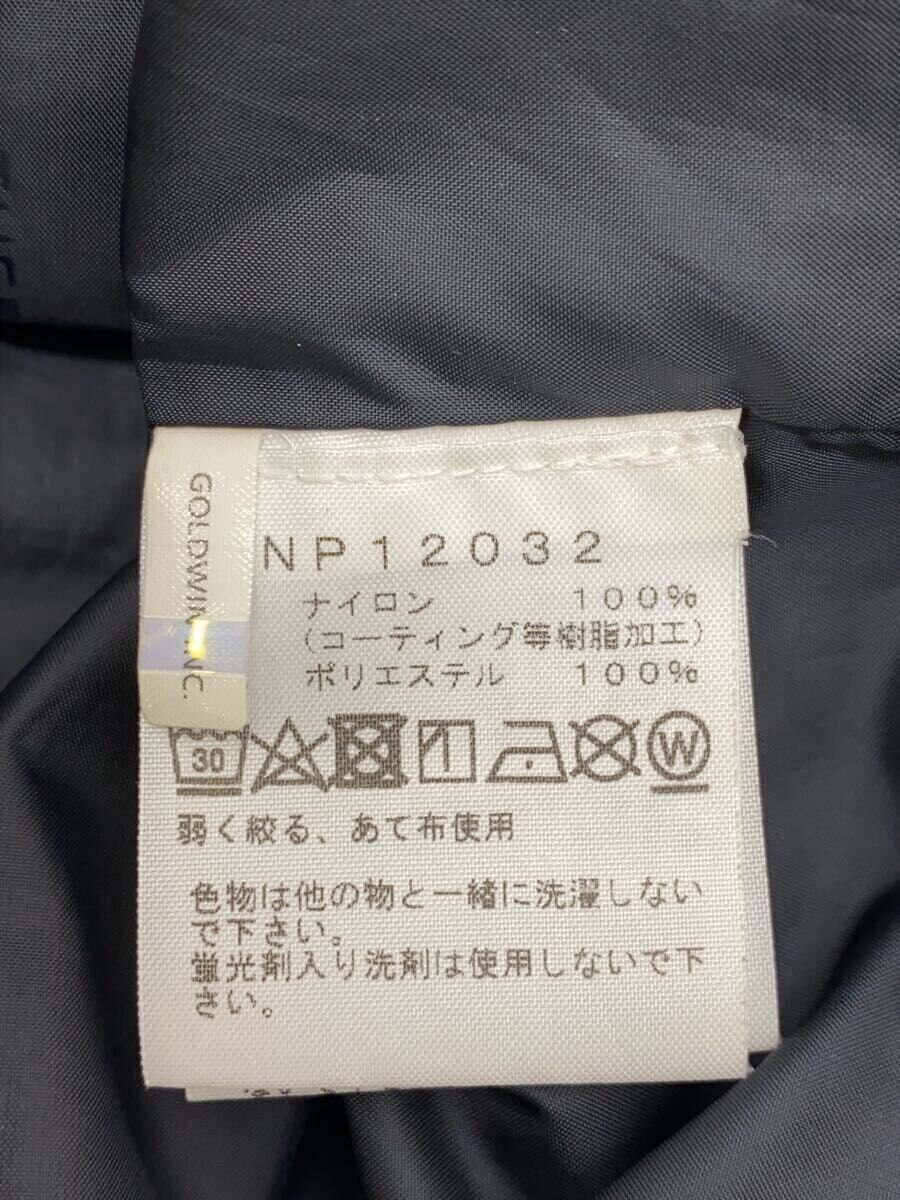 GOLDWIN INC.
NP12032
ナイロン 100%
(コーティング等樹脂加工)
ポリエステル 100%
30
W
弱く絞る、あて布使用
色物は他の物と一緒に洗濯しない
で下さい。
蛍光剤入り洗剤は使用しないで下
さい。